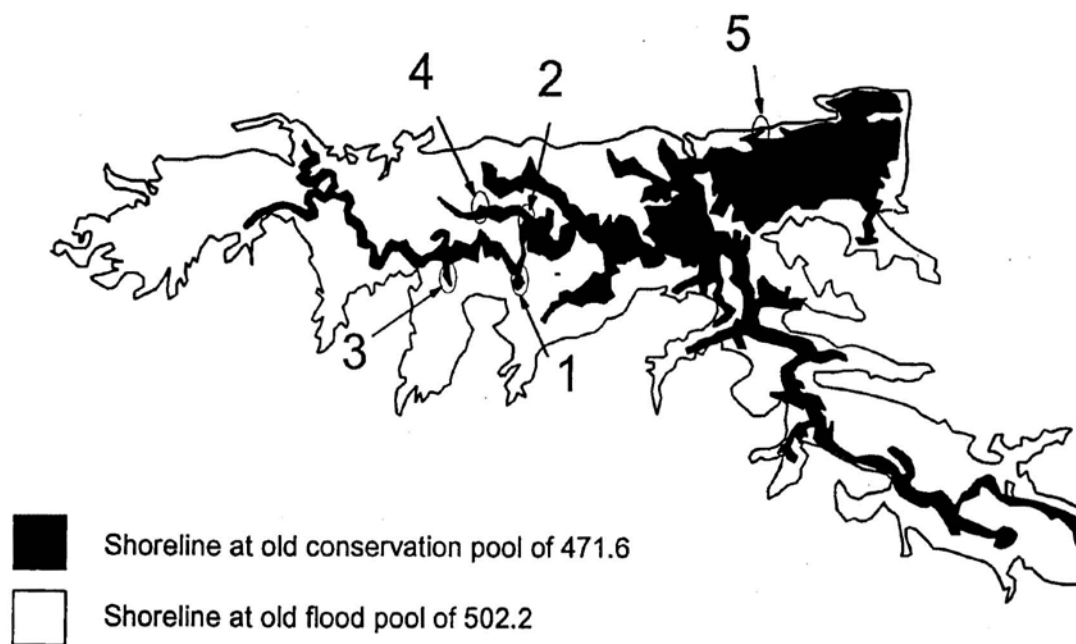 5
4
2
3
1
Shoreline at old conservation pool of 471.6
Shoreline at old flood pool of 502.2